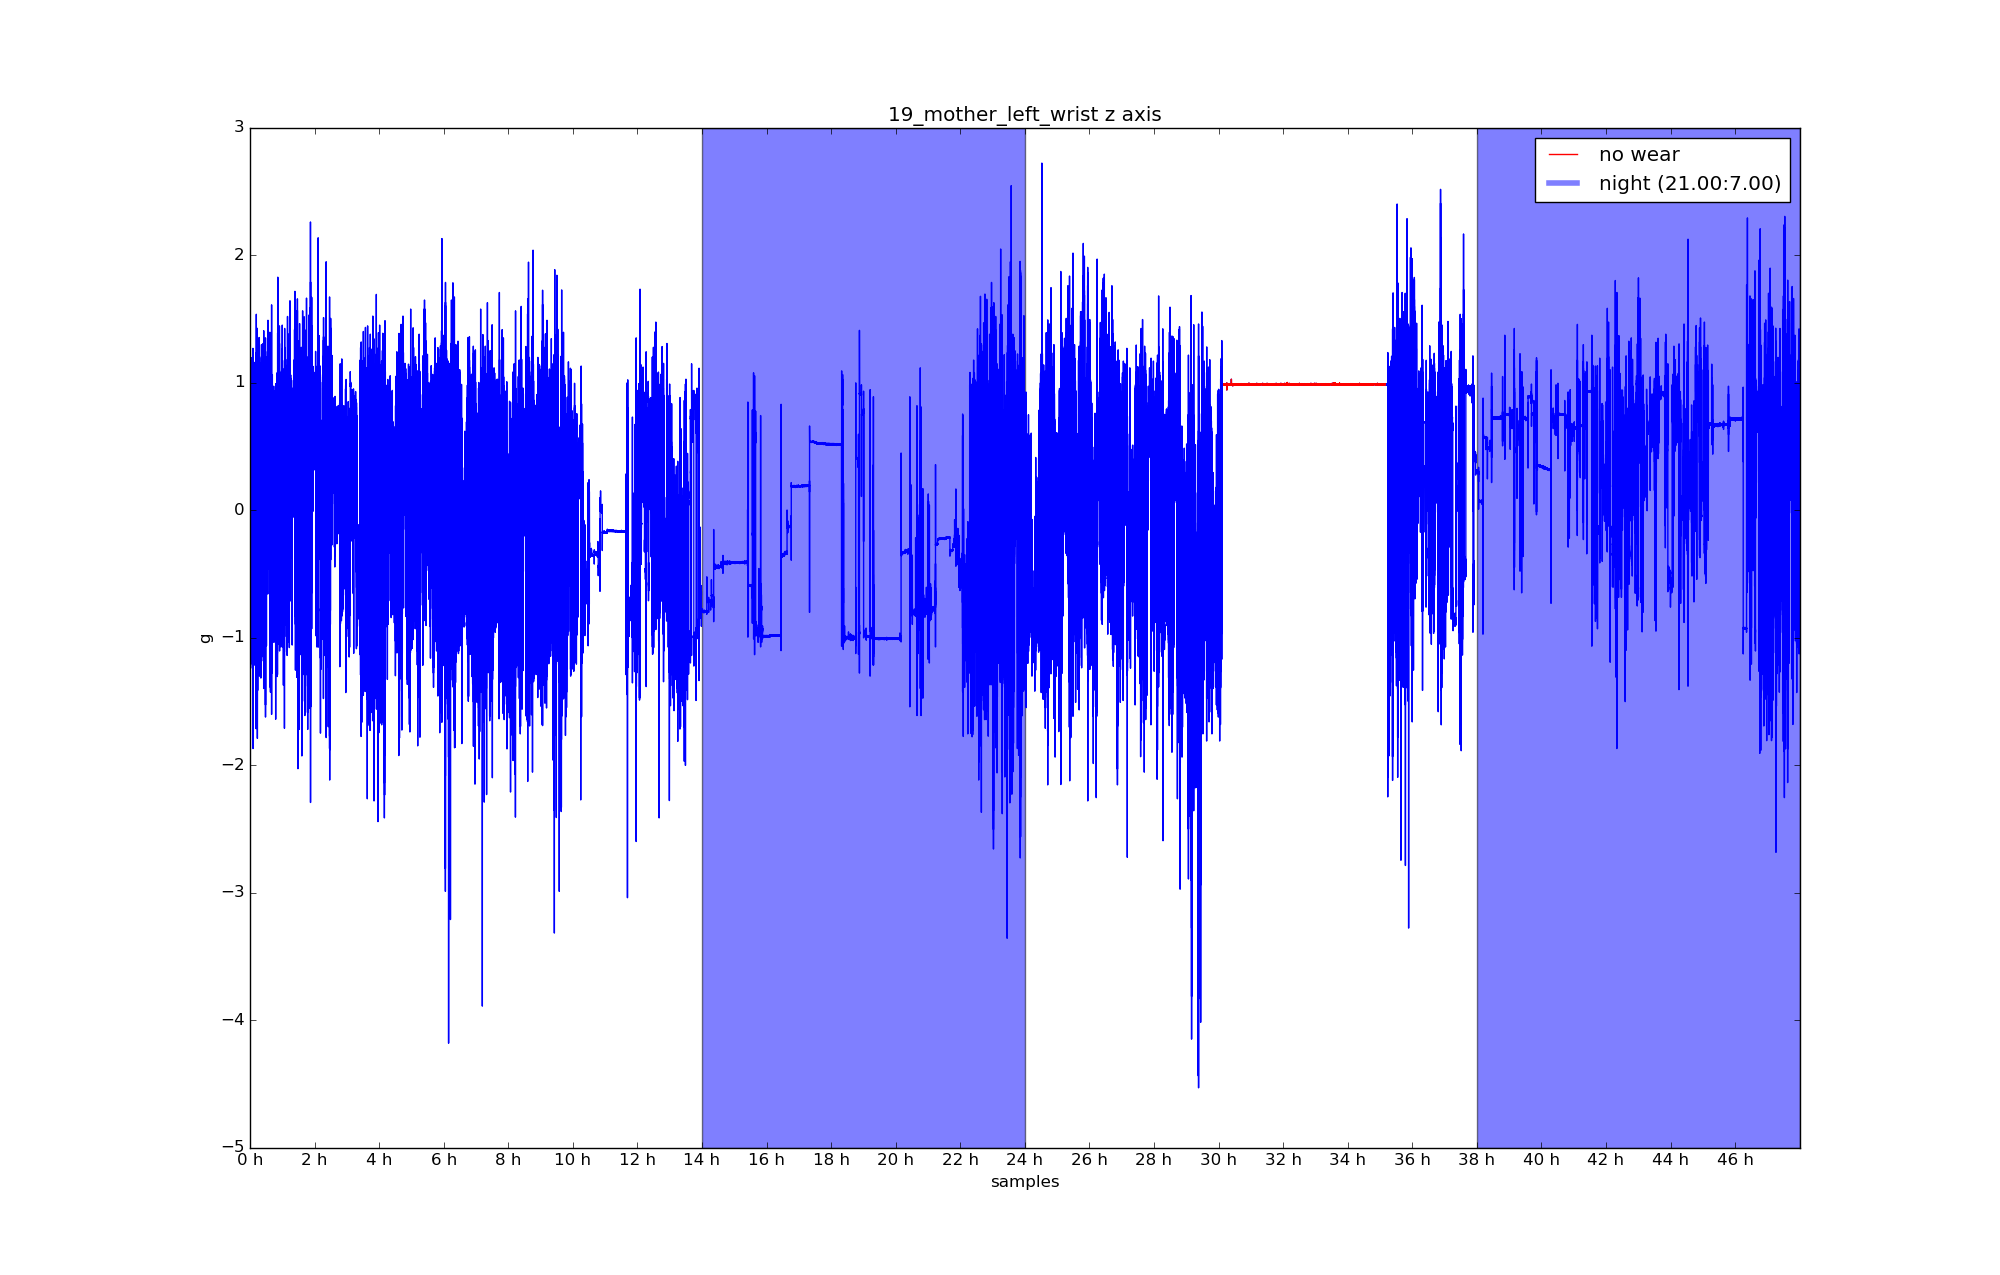 19_mother_left_wrist z axis
no wear
night (21.00:7.00)
3
2
1
0
−1
−2
−3
−4
−5
g
0 h 2 h 4 h 6 h 8 h 10 h 12 h 14 h 16 h 18 h 20 h 22 h 24 h 26 h 28 h 30 h 32 h 34 h 36 h 38 h 40 h 42 h 44 h 46 h
samples